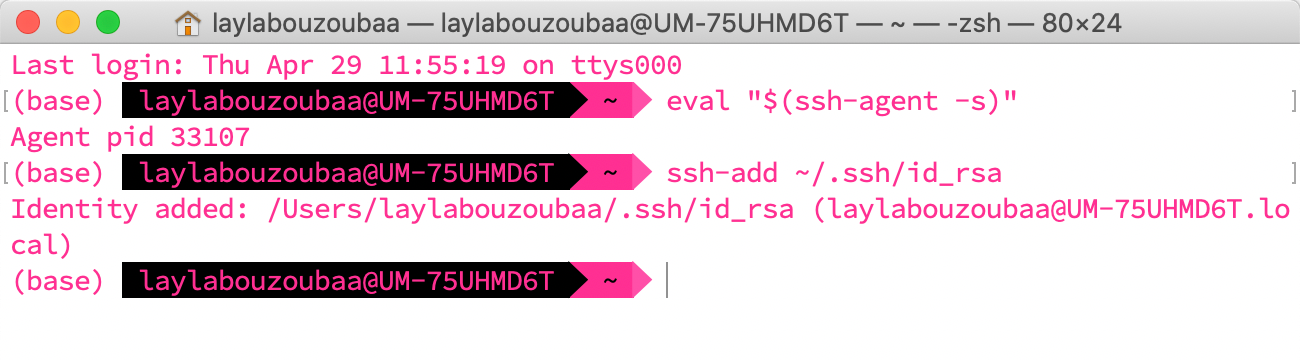 laylabouzoubaa — laylabouzoubaa@UM-75UHMD6T — ~ — -zsh — 80×24
Last login: Thu Apr 29 11:55:19 on ttys000
[(base) laylabouzoubaa@UM-75UHMD6T ~ eval "$(ssh-agent -s)" ]
Agent pid 33107
[(base) laylabouzoubaa@UM-75UHMD6T ~ ssh-add ~/.ssh/id_rsa ]
Identity added: /Users/laylabouzoubaa/.ssh/id_rsa (laylabouzoubaa@UM-75UHMD6T.lo
cal)
(base) laylabouzoubaa@UM-75UHMD6T ~